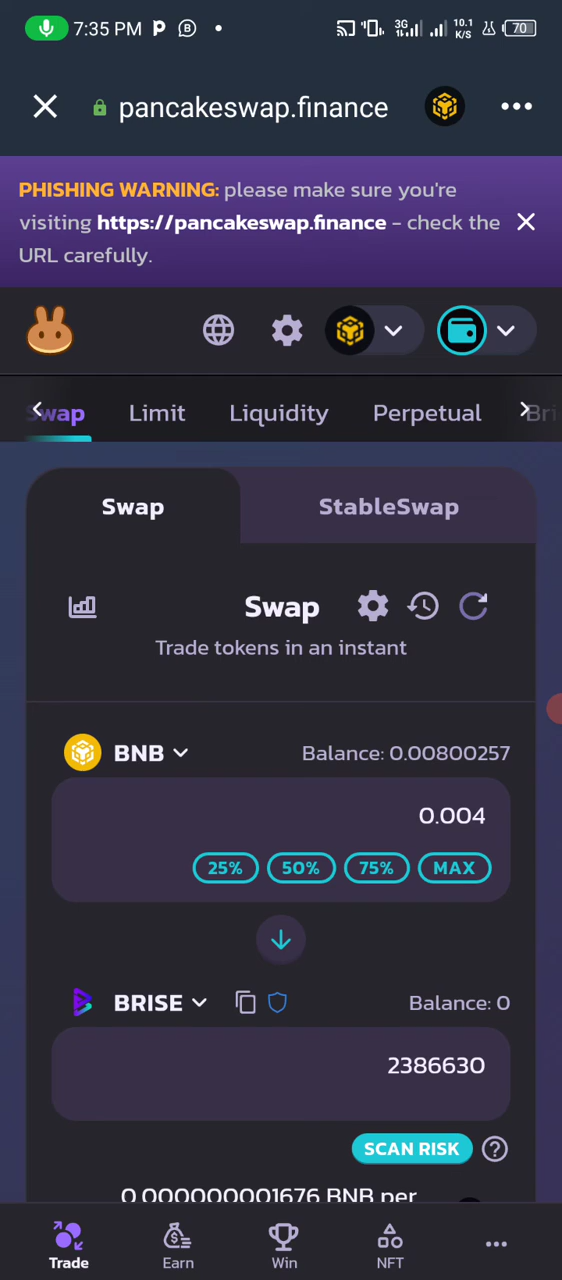 7:35 PM
3G
10.1 K/S
70
pancakeswap.finance
PHISHING WARNING: please make sure you're
visiting https://pancakeswap.finance - check the
URL carefully.
Swap Limit Liquidity Perpetual Bri
Swap StableSwap
Swap
Trade tokens in an instant
BNB Balance: 0.00800257
0.004
25% 50% 75% MAX
BRISE Balance: 0
2386630
SCAN RISK ?
0.000000001676 BNB per
Trade Earn Win NFT